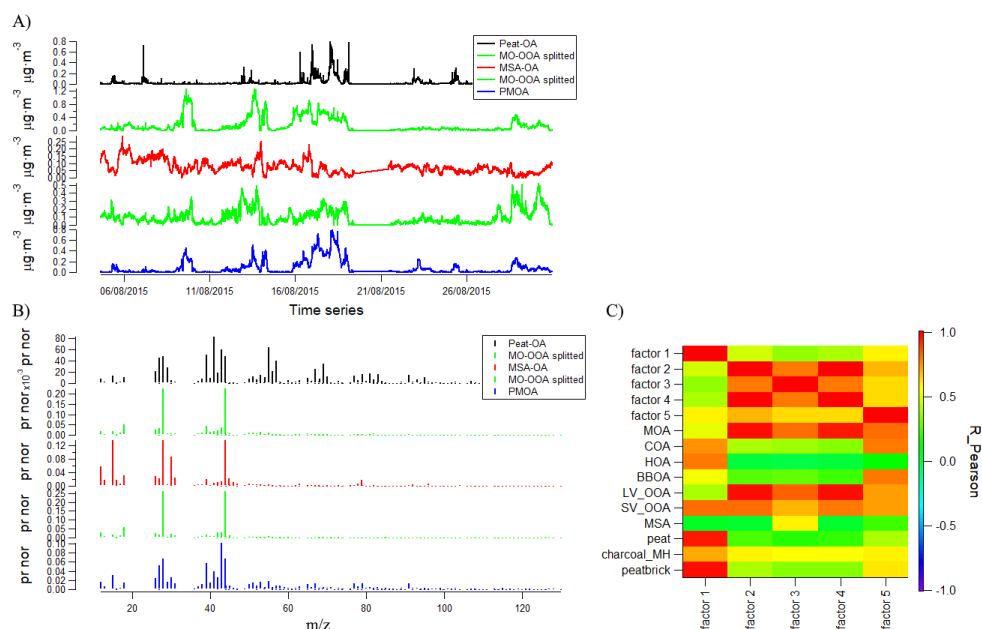 A)
Peat-OA
MO-OOA splitted
MSA-OA
MO-OOA splitted
PMOA
µg·m⁻³
0.8
0.6
0.4
0.2
0.0
µg·m⁻³
1.2
0.8
0.4
0.0
µg·m⁻³
0.25
0.15
0.05
0.00
µg·m⁻³
0.5
0.3
0.1
0.0
µg·m⁻³
0.8
0.6
0.4
0.2
0.0
06/08/2015 11/08/2015 16/08/2015 21/08/2015 26/08/2015
Time series
B)
Peat-OA
MO-OOA splitted
MSA-OA
MO-OOA splitted
PMOA
pr nor x10⁻³
80
60
40
20
0
pr nor
0.20
0.15
0.10
0.05
0.00
pr nor
0.12
0.08
0.04
0.00
pr nor
0.25
0.20
0.15
0.10
0.05
0.00
pr nor
0.10
0.08
0.06
0.04
0.02
0.00
20 40 60 80 100 120
m/z
C)
factor 1
factor 2
factor 3
factor 4
factor 5
MOA
COA
HOA
BBOA
LV_OOA
SV_OOA
MSA
peat
charcoal_MH
peatbrick
factor 1
factor 2
factor 3
factor 4
factor 5
1.0
0.5
0.0
-0.5
-1.0
R_Pearson